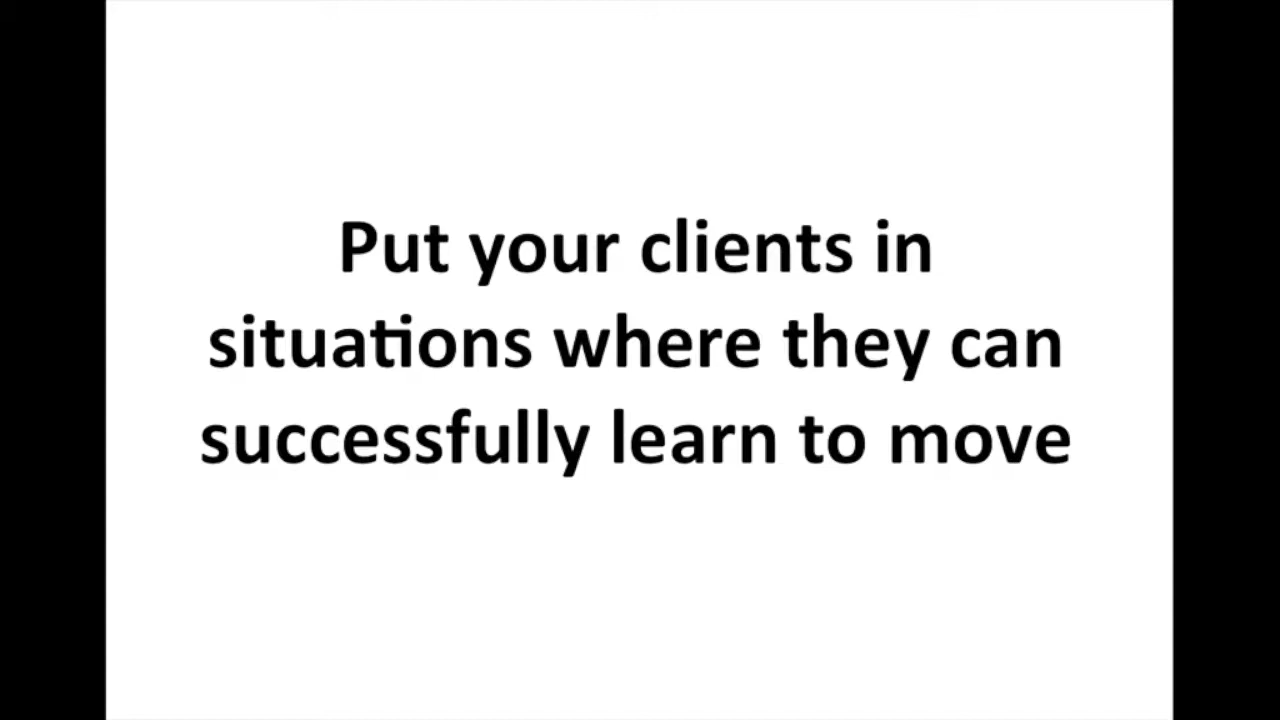 Put your clients in
situations where they can
successfully learn to move